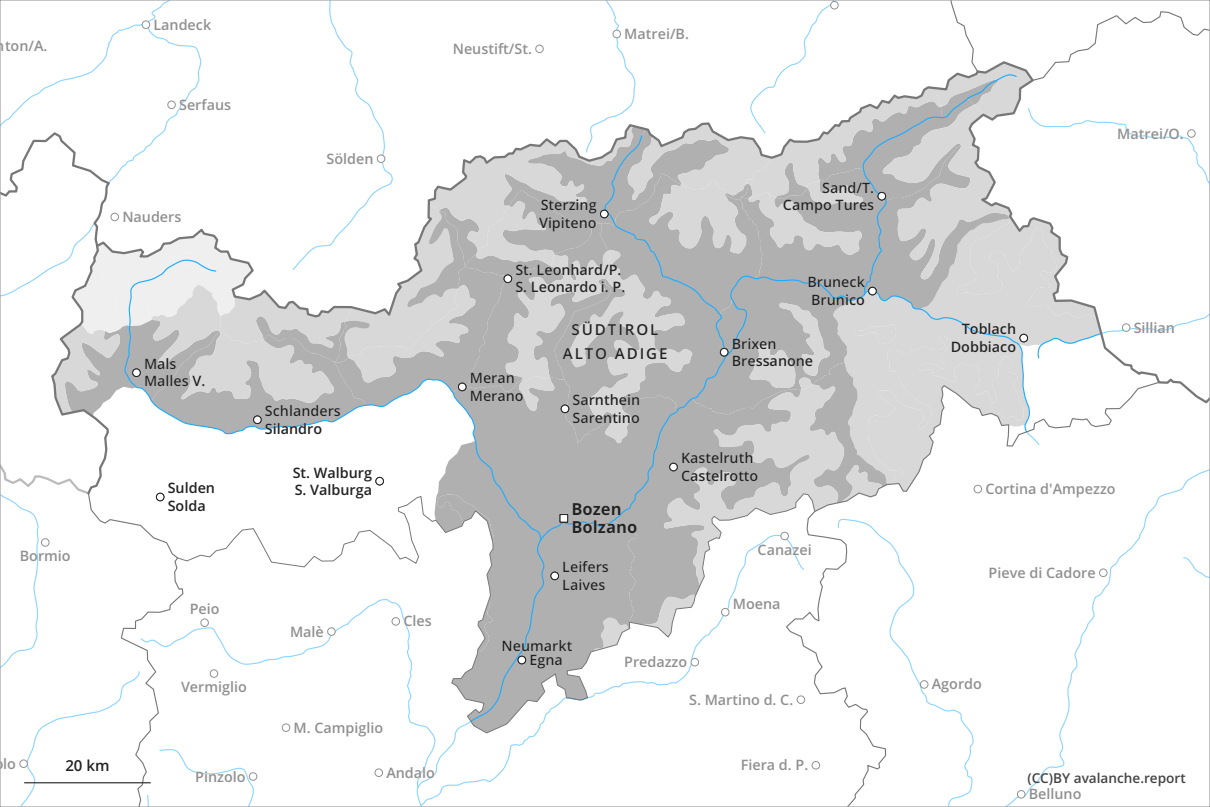 Landeck
nton/A.
Neustift/St.
Matrei/B.
Serfaus
Matrei/O.
Sölden
Nauders
Sand/T.
Campo Tures
Sterzing
Vipiteno
St. Leonhard/P.
S. Leonardo i. P.
Bruneck
Brunico
SÜDTIROL
ALTO ADIGE
Toblach
Dobbiaco
Sillian
Brixen
Bressanone
Mals
Malles V.
Meran
Merano
Sarnthein
Sarentino
Schlanders
Silandro
Kastelruth
Castelrotto
St. Walburg
S. Valburga
Sulden
Solda
Cortina d'Ampezzo
Bozen
Bolzano
Canazei
Bormio
Leifers
Laives
Pieve di Cadore
Peio
Moena
Cles
Malè
Neumarkt
Egna
Predazzo
Vermiglio
Agordo
S. Martino d. C.
M. Campiglio
olo
20 km
Pinzolo
Andalo
Fiera d. P.
(CC)BY avalanche.report
Belluno